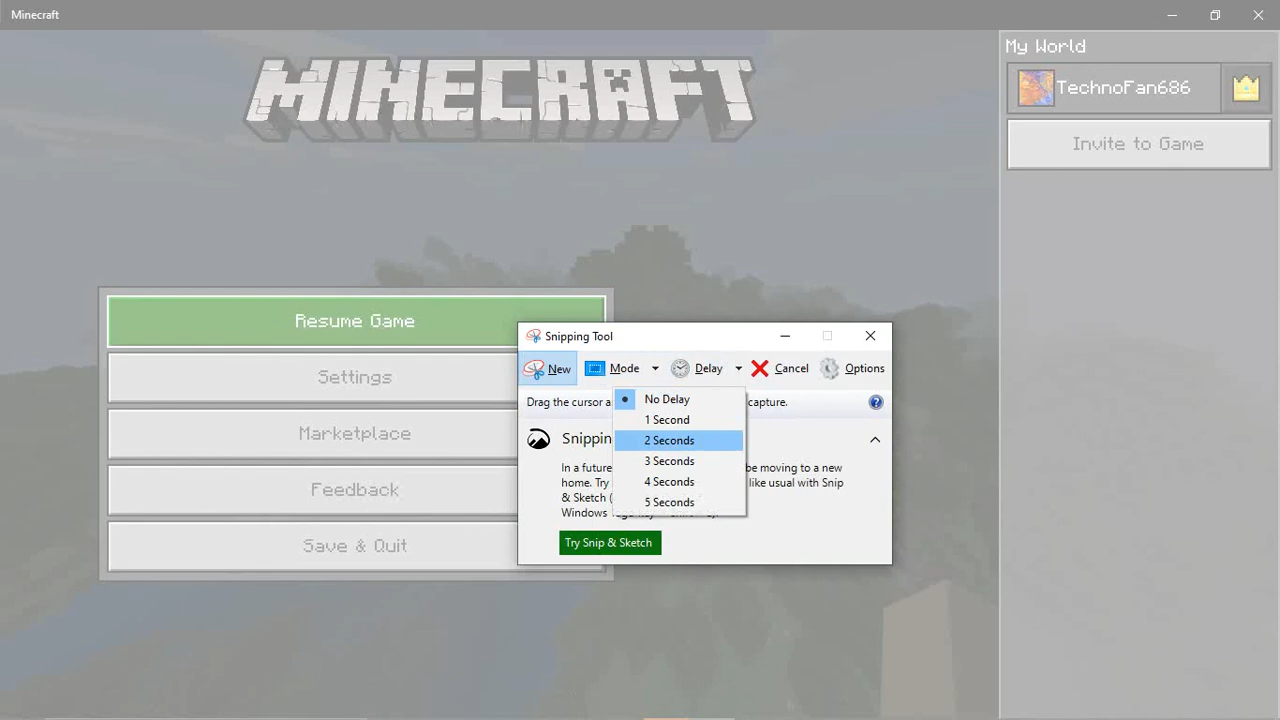 Minecraft
MINECRAFT
My World
TechnoFan686
Invite to Game
Resume Game
Settings
Marketplace
Feedback
Save & Quit
Snipping Tool
New Mode Delay Cancel Options
Drag the cursor a capture.
No Delay
1 Second
2 Seconds
3 Seconds
4 Seconds
5 Seconds
Snippin
In a future be moving to a new
home. Try like usual with Snip
& Sketch (
Windows
Try Snip & Sketch